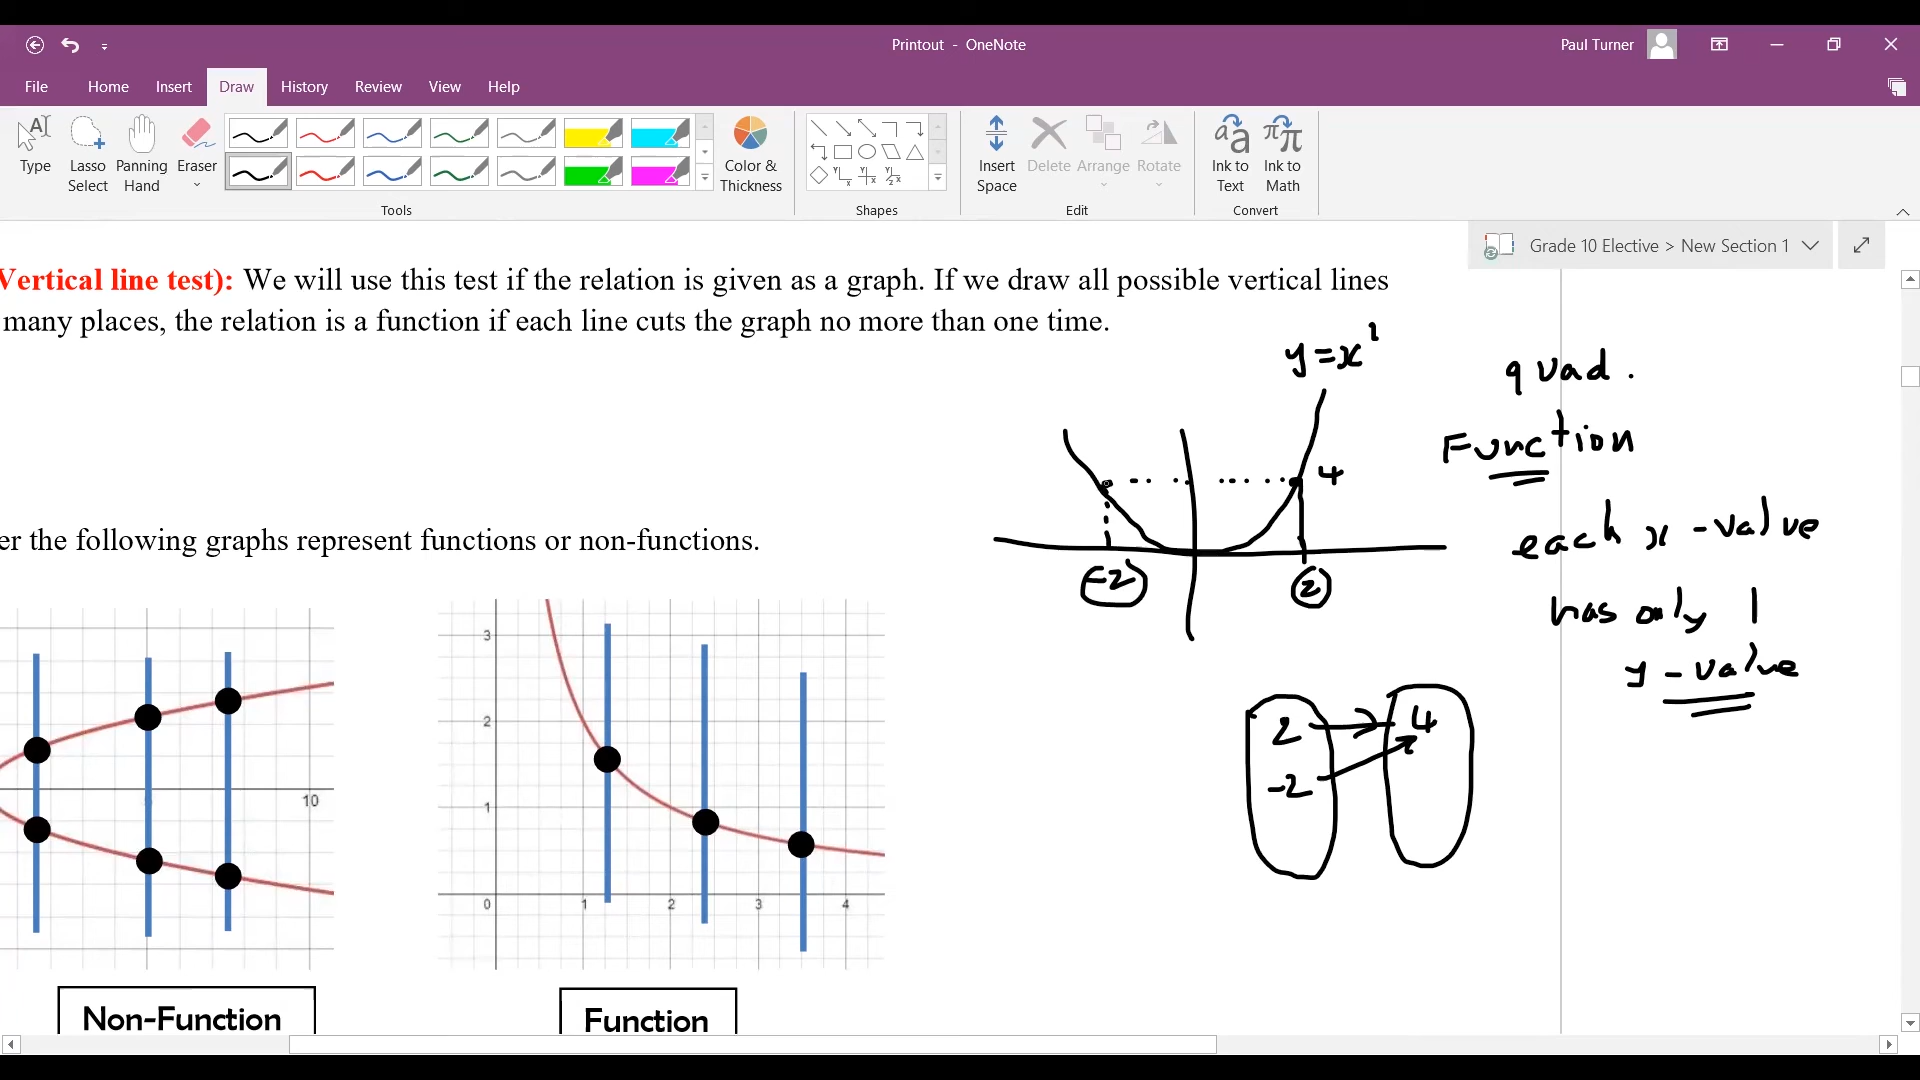 Printout - OneNote
Paul Turner
File Home Insert Draw History Review View Help
Type
Lasso Select
Panning Hand
Eraser
Color & Thickness
Insert Space
Delete
Arrange
Rotate
Ink to Text
Ink to Math
Tools
Shapes
Edit
Convert
Grade 10 Elective > New Section 1
Vertical line test): We will use this test if the relation is given as a graph. If we draw all possible vertical lines
many places, the relation is a function if each line cuts the graph no more than one time.
er the following graphs represent functions or non-functions.
10
3
2
1
0 1 2 3 4
Non-Function
Function
y = x
4
-2
2
2
-2
4
quad.
Function
each x-value
has only 1
y-value